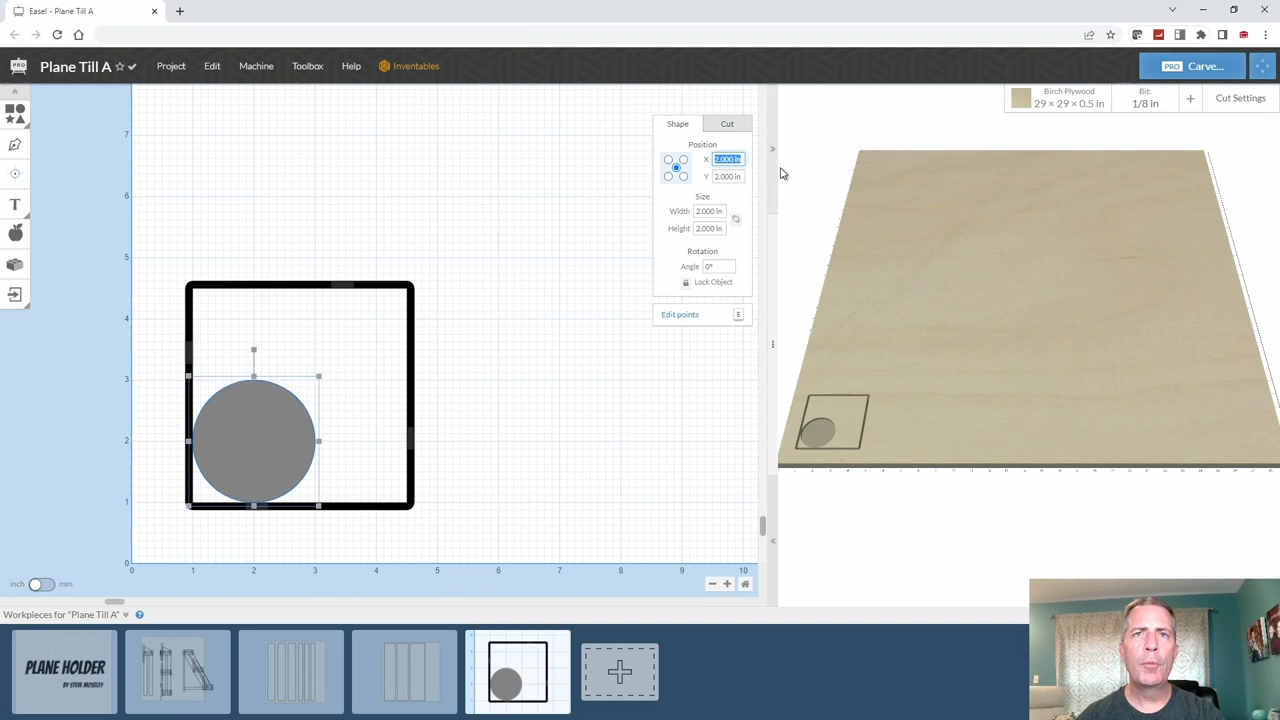 Easel - Plane Till A
PRO
Plane Till A
Project
Edit
Machine
Toolbox
Help
Inventables
PRO Carve...
Birch Plywood
29 × 29 × 0.5 in
Bit:
1/8 in
Cut Settings
Shape
Cut
Position
X 2.000 in
Y 2.000 in
Size
Width 2.000 in
Height 2.000 in
Rotation
Angle 0°
Lock Object
Edit points E
T
7
6
5
4
3
2
1
0
0 1 2 3 4 5 6 7 8 9 10
inch mm
Workpieces for "Plane Till A"
PLANE HOLDER
BY STEVE MOSELEY